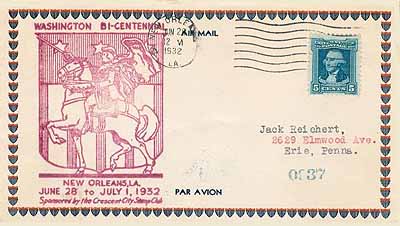 WASHINGTON BI-CENTENNIAL
NEW ORLEANS, LA.
JUNE 28 to JULY 1, 1932
Sponsored by the Crescent City Stamp Club
1932
LA.
AIR MAIL
5 CENTS 5
Jack Reichert,
2629 Elmwood Ave.
Erie, Penna.
0837
PAR AVION